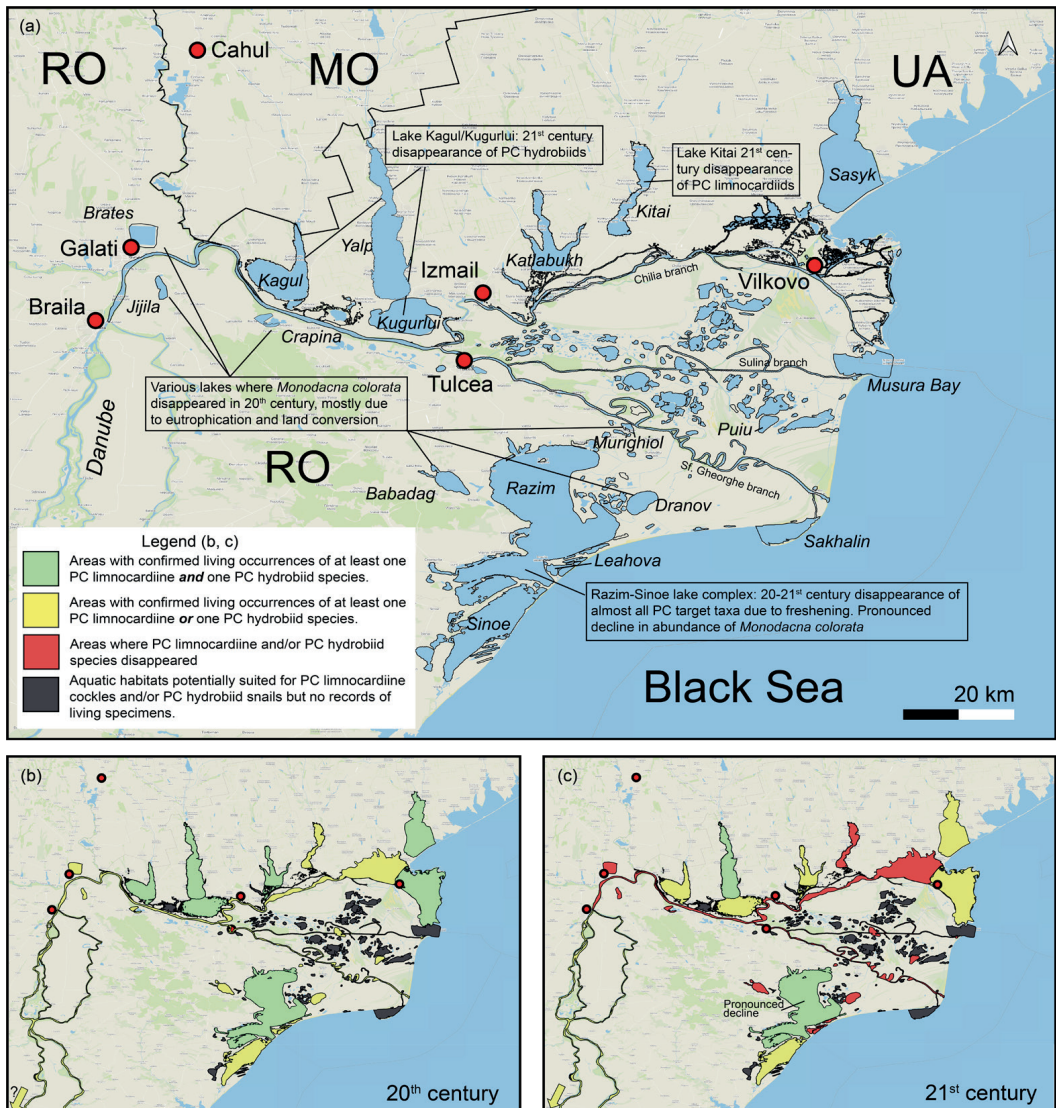 (a)
Cahul
RO
MO
UA
Lake Kagul/Kugurlui: 21st century
disappearance of PC hydrobiids
Lake Kitai 21st cen-
tury disappearance
of PC limnocardiids
Sasyk
Brates
Kitai
Galati
Yalp
Izmail
Katlabukh
Kagul
Chilia branch
Vilkovo
Jijila
Braila
Kugurlui
Crapina
Sulina branch
Tulcea
Musura Bay
Various lakes where Monodacna colorata
disappeared in 20th century, mostly due
to eutrophication and land conversion
Danube
Murighiol
Puiu
RO
Sf. Gheorghe branch
Babadag
Razim
Dranov
Sakhalin
Leahova
Legend (b, c)
Areas with confirmed living occurrences of at least one
PC limnocardiine and one PC hydrobiid species.
Areas with confirmed living occurrences of at least one
PC limnocardiine or one PC hydrobiid species.
Areas where PC limnocardiine and/or PC hydrobiid
species disappeared
Aquatic habitats potentially suited for PC limnocardiine
cockles and/or PC hydrobiid snails but no records of
living specimens.
Razim-Sinoe lake complex: 20-21st century disappearance of
almost all PC target taxa due to freshening. Pronounced
decline in abundance of Monodacna colorata
Sinoe
Black Sea
20 km
(b)
?
20th century
(c)
Pronounced
decline
21st century